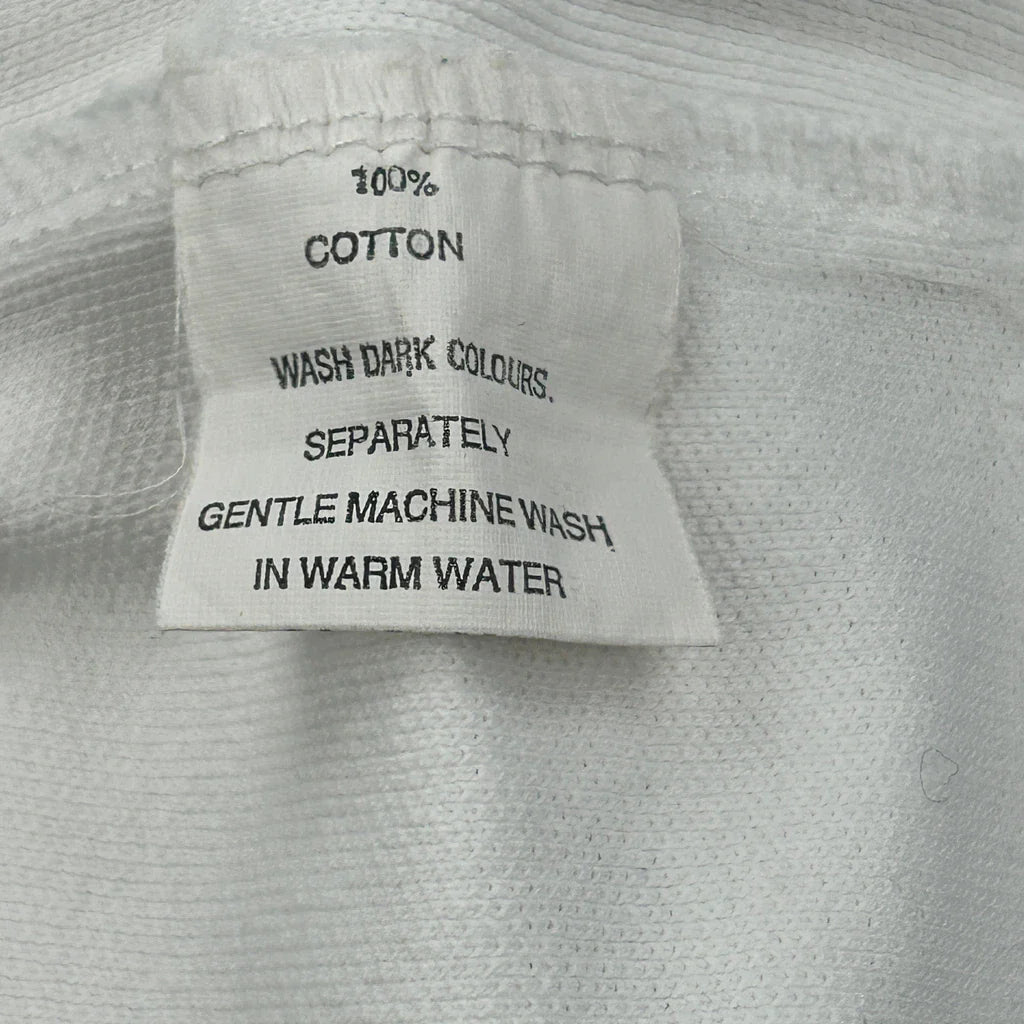 100%
COTTON
WASH DARK COLOURS.
SEPARATELY
GENTLE MACHINE WASH
IN WARM WATER